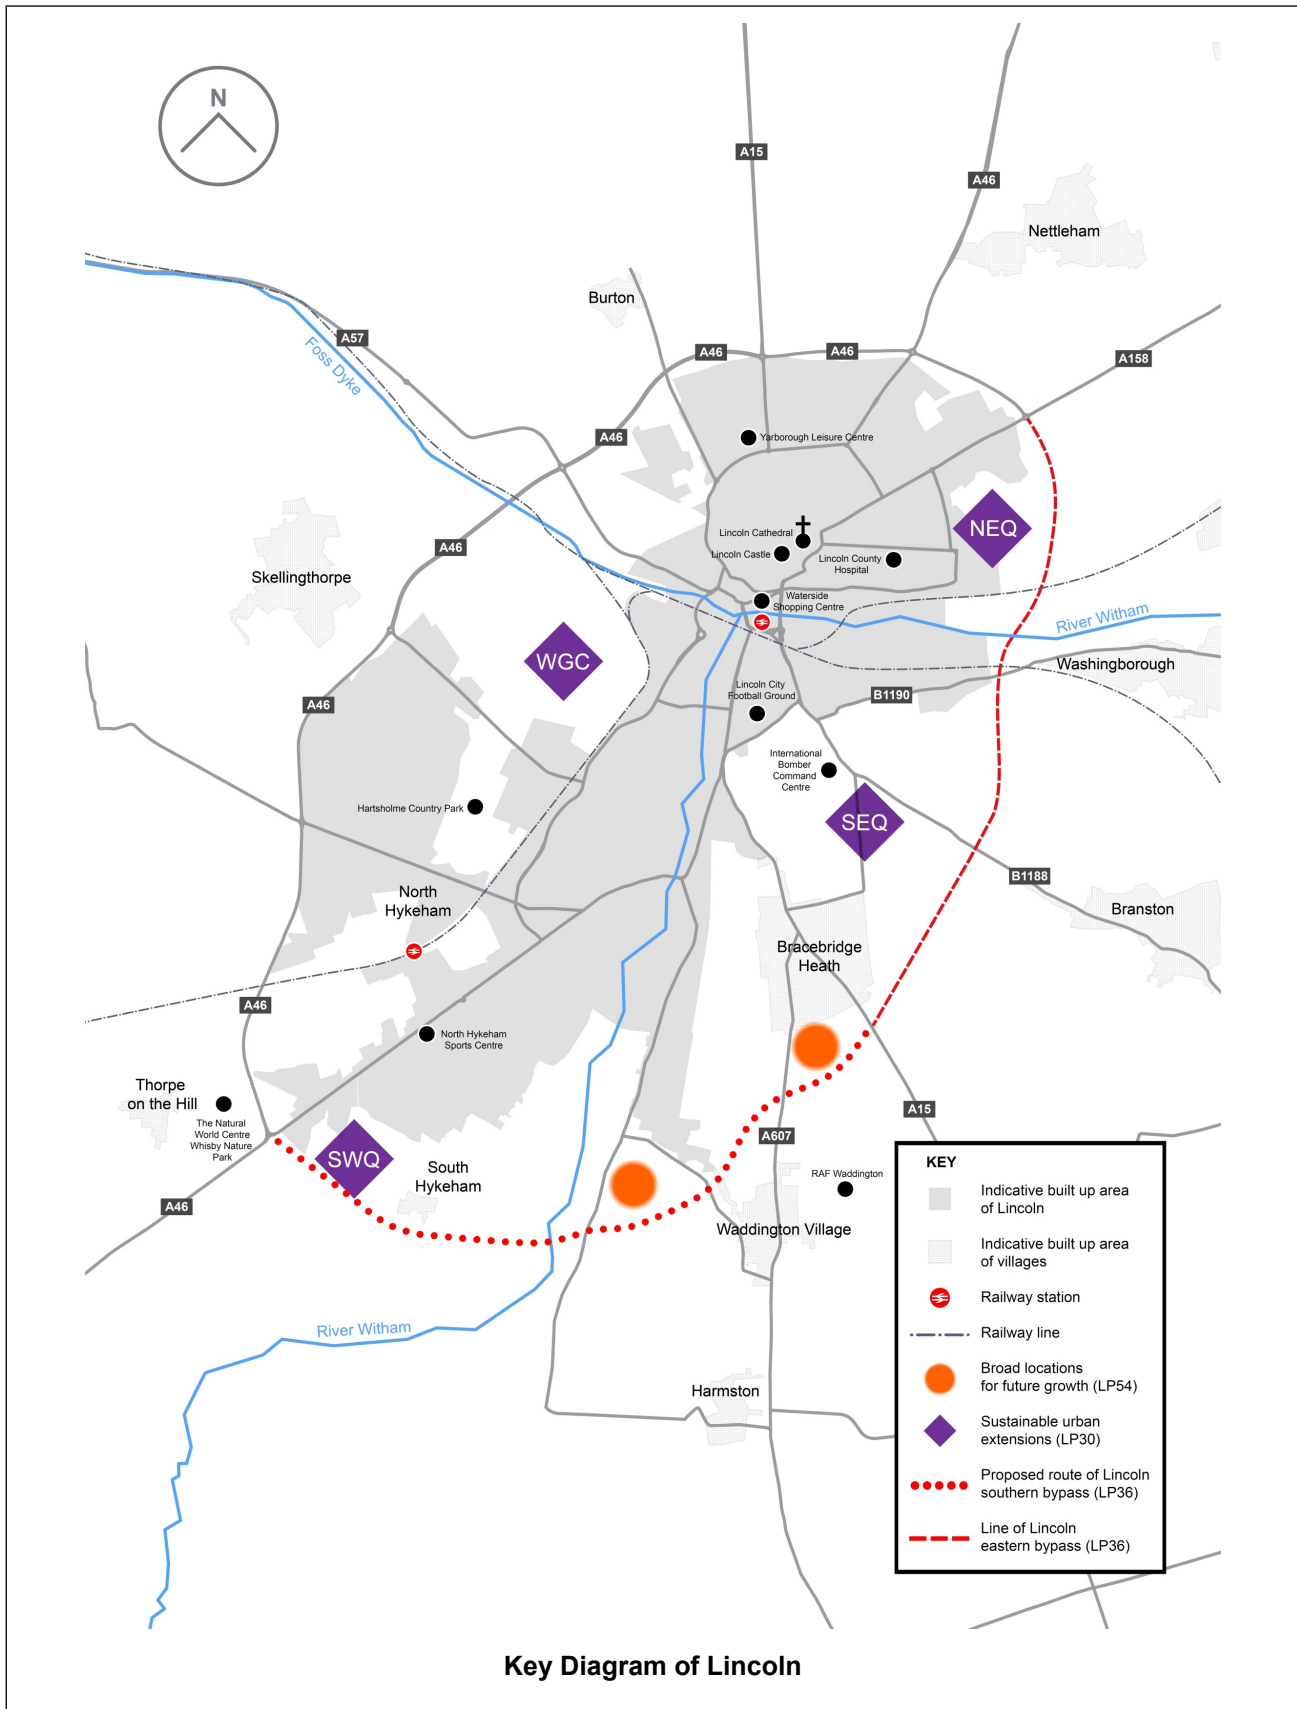 N
A15
A46
Nettleham
Burton
A57
Foss Dyke
A46
A46
A158
A46
Yarborough Leisure Centre
Lincoln Cathedral
NEQ
A46
Lincoln Castle
Lincoln County
Hospital
Skellingthorpe
Waterside
Shopping Centre
River Witham
WGC
Washingborough
Lincoln City
Football Ground
B1190
A46
International
Bomber
Command
Centre
Hartsholme Country Park
SEQ
B1188
North
Hykeham
Branston
Bracebridge
Heath
A46
North Hykeham
Sports Centre
Thorpe
on the Hill
A15
The Natural
World Centre
Whisby Nature
Park
A607
SWQ
South
Hykeham
RAF Waddington
A46
Waddington Village
River Witham
Harmston
KEY
Indicative built up area
of Lincoln
Indicative built up area
of villages
Railway station
Railway line
Broad locations
for future growth (LP54)
Sustainable urban
extensions (LP30)
Proposed route of Lincoln
southern bypass (LP36)
Line of Lincoln
eastern bypass (LP36)
Key Diagram of Lincoln